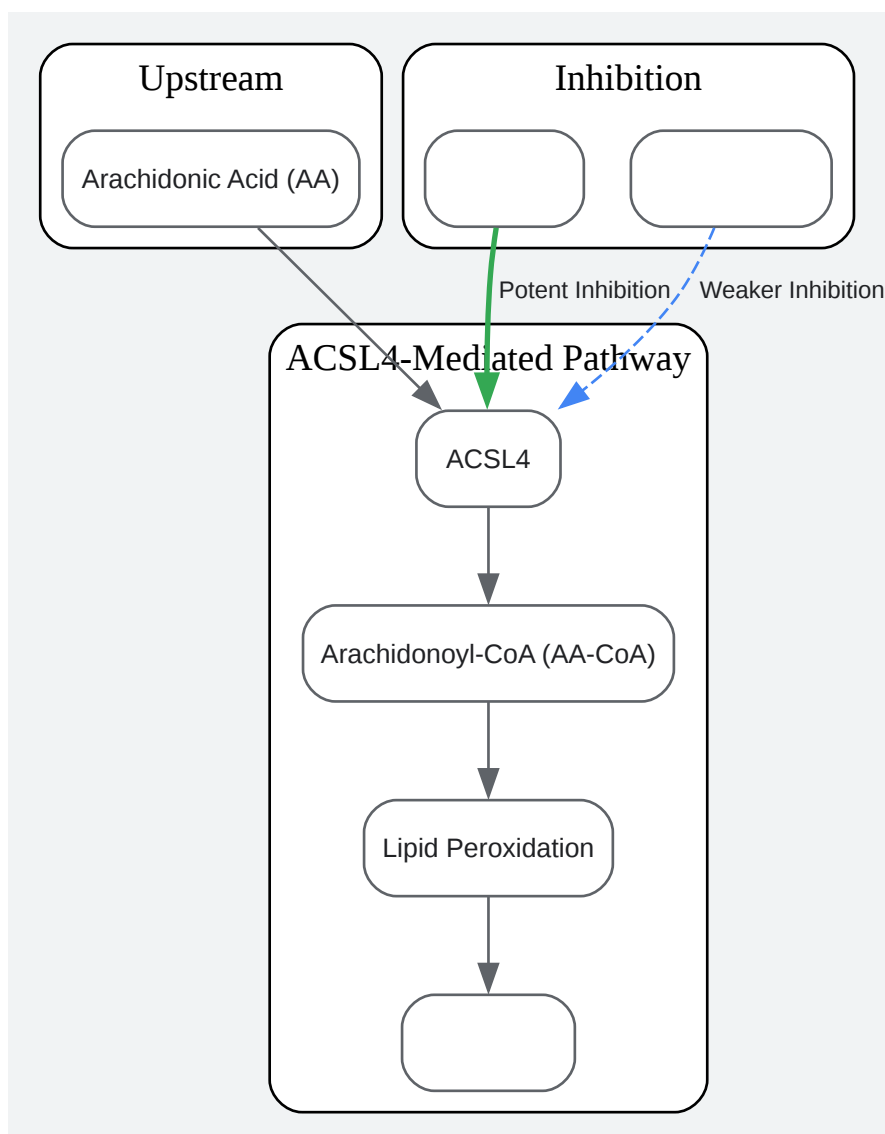 Upstream
Inhibition
Arachidonic Acid (AA)
Potent Inhibition
Weaker Inhibition
ACSL4-Mediated Pathway
ACSL4
Arachidonoyl-CoA (AA-CoA)
Lipid Peroxidation